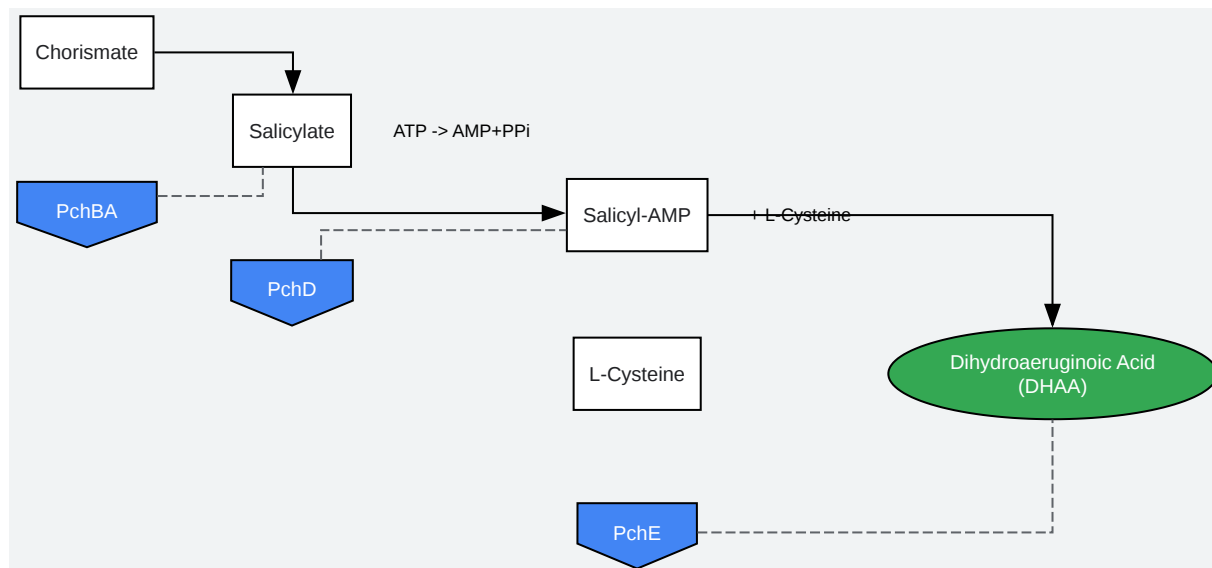 Chorismate
Salicylate
ATP -> AMP+PPi
PchBA
Salicyl-AMP
+ L-Cysteine
PchD
L-Cysteine
Dihydroaeruginoic Acid
(DHAA)
PchE